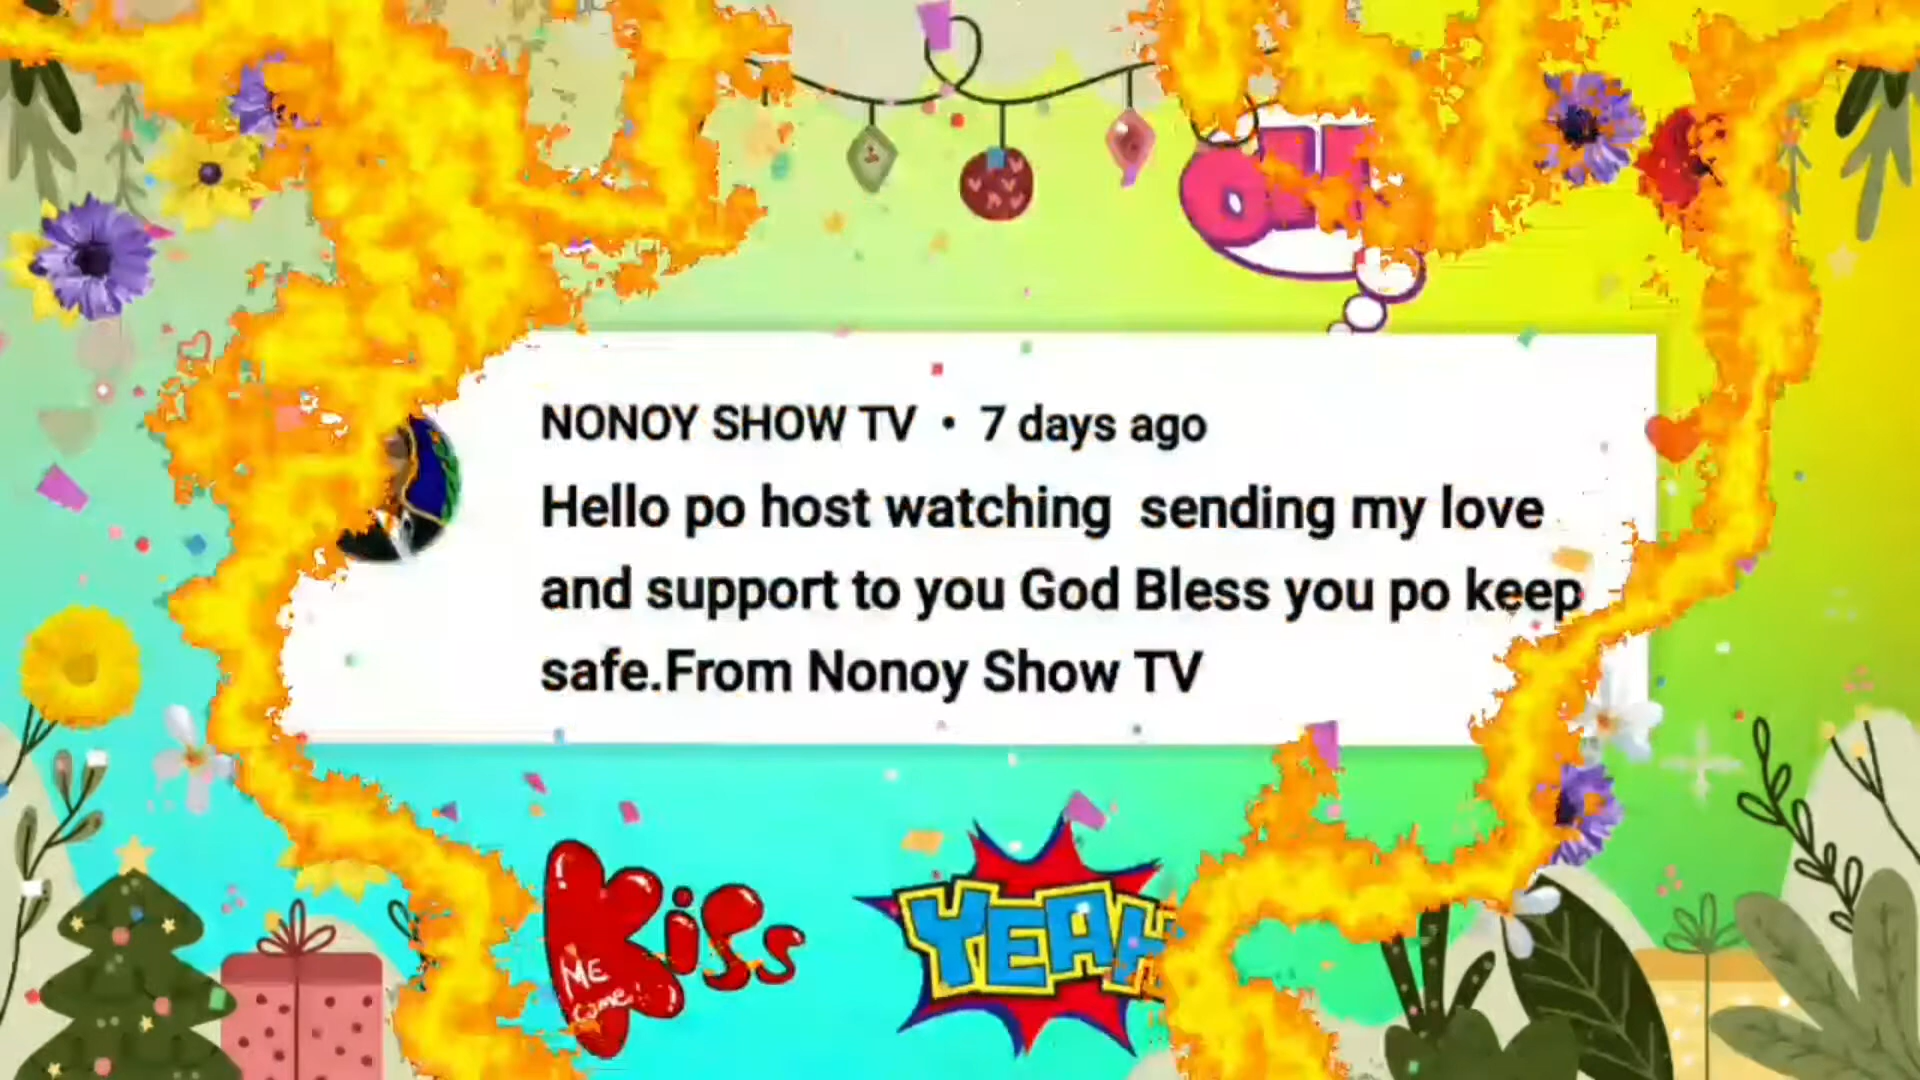 NONOY SHOW TV • 7 days ago
Hello po host watching sending my love
and support to you God Bless you po keep
safe.From Nonoy Show TV
Kiss
ME
come
YEAH